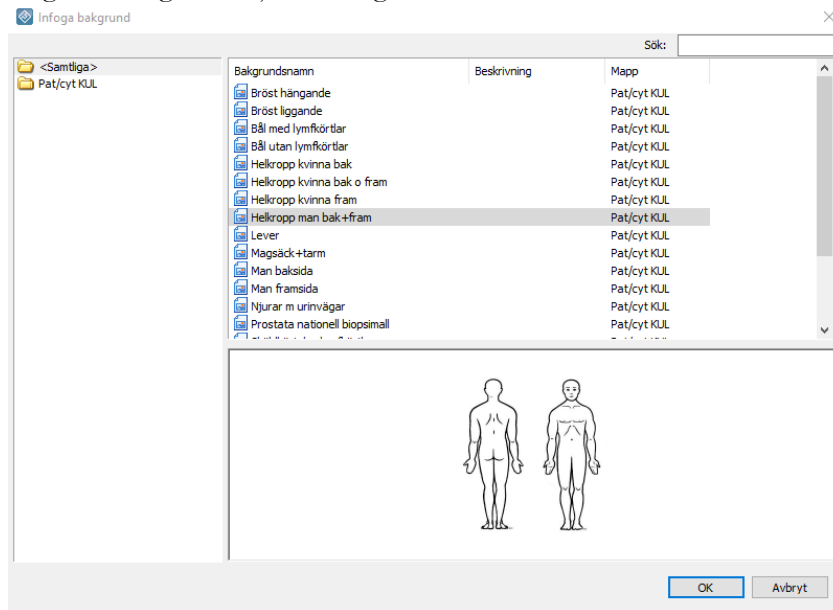 Infoga bakgrund
Sök:
<Samtliga>
Pat/cyt KUL
Bakgrundsnamn Beskrivning Mapp
Bröst hängande Pat/cyt KUL
Bröst liggande Pat/cyt KUL
Bål med lymfkörtlar Pat/cyt KUL
Bål utan lymfkörtlar Pat/cyt KUL
Helkropp kvinna bak Pat/cyt KUL
Helkropp kvinna bak o fram Pat/cyt KUL
Helkropp kvinna fram Pat/cyt KUL
Helkropp man bak+fram Pat/cyt KUL
Lever Pat/cyt KUL
Magsäck+tarm Pat/cyt KUL
Man baksida Pat/cyt KUL
Man framsida Pat/cyt KUL
Njurar m urinvägar Pat/cyt KUL
Prostata nationell biopsimall Pat/cyt KUL
OK Avbryt